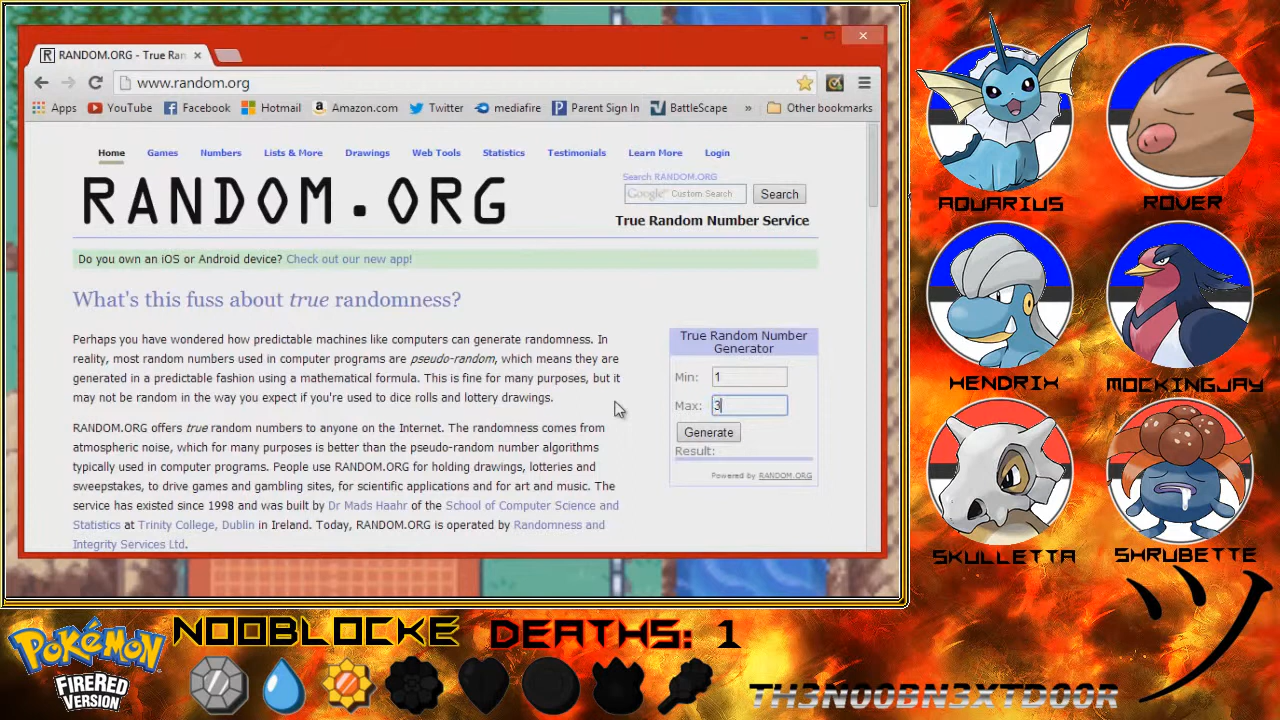 RANDOM.ORG - True Ran
www.random.org
Apps YouTube Facebook Hotmail Amazon.com Twitter mediafire Parent Sign In BattleScape » Other bookmarks
Home Games Numbers Lists & More Drawings Web Tools Statistics Testimonials Learn More Login
RANDOM.ORG
Search RANDOM.ORG
Google Custom Search Search
True Random Number Service
Do you own an iOS or Android device? Check out our new app!
What's this fuss about true randomness?
Perhaps you have wondered how predictable machines like computers can generate randomness. In
reality, most random numbers used in computer programs are pseudo-random, which means they are
generated in a predictable fashion using a mathematical formula. This is fine for many purposes, but it
may not be random in the way you expect if you're used to dice rolls and lottery drawings.
RANDOM.ORG offers true random numbers to anyone on the Internet. The randomness comes from
atmospheric noise, which for many purposes is better than the pseudo-random number algorithms
typically used in computer programs. People use RANDOM.ORG for holding drawings, lotteries and
sweepstakes, to drive games and gambling sites, for scientific applications and for art and music. The
service has existed since 1998 and was built by Dr Mads Haahr of the School of Computer Science and
Statistics at Trinity College, Dublin in Ireland. Today, RANDOM.ORG is operated by Randomness and
Integrity Services Ltd.
True Random Number
Generator
Min: 1
Max: 3
Generate
Result:
Powered by RANDOM.ORG
AQUARIUS ROVER
HENDRIX MOCKINGJAY
SKULLETTA SHRUBETTE
ツ
POKéMON
FIRERED
VERSION
NOOBLOCKE DEATHS: 1
TH3N00BN3XTD00R